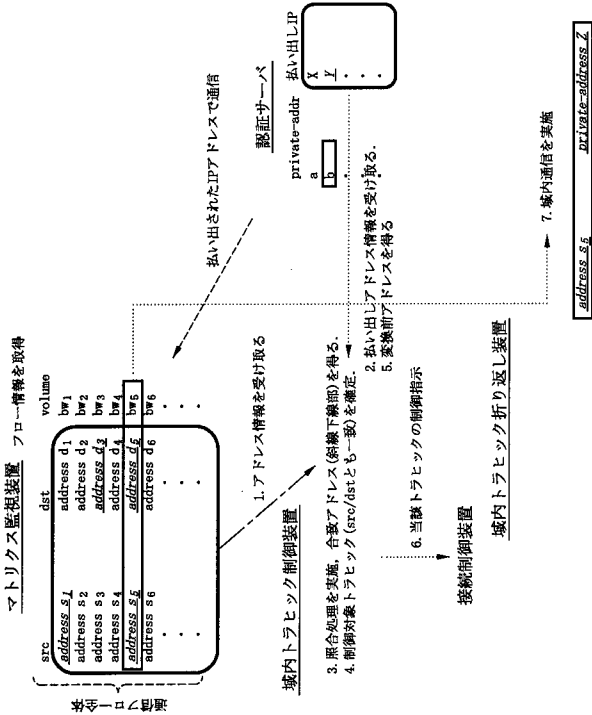 マトリクス監視装置
フロー情報を取得
src dst volume
address s1 address d1 bw1
address s2 address d2 bw2
address s3 address d3 bw3
address s4 address d4 bw4
address s5 address d5 bw5
address s6 address d6 bw6
通信フロー全体
払い出されたIPアドレスで通信
認証サーバ
private-addr 払い出しIP
a X
b Y
1. アドレス情報を受け取る
2. 払い出しアドレス情報を受け取る.
5. 変換前アドレスを得る
域内トラヒック制御装置
3. 照合処理を実施, 合致アドレス(斜線下線部)を得る.
4. 制御対象トラヒック(src/dstとも一致)を確定.
6. 当該トラヒックの制御指示
接続制御装置
域内トラヒック折り返し装置
7. 域内通信を実施
address s5 private-address Z